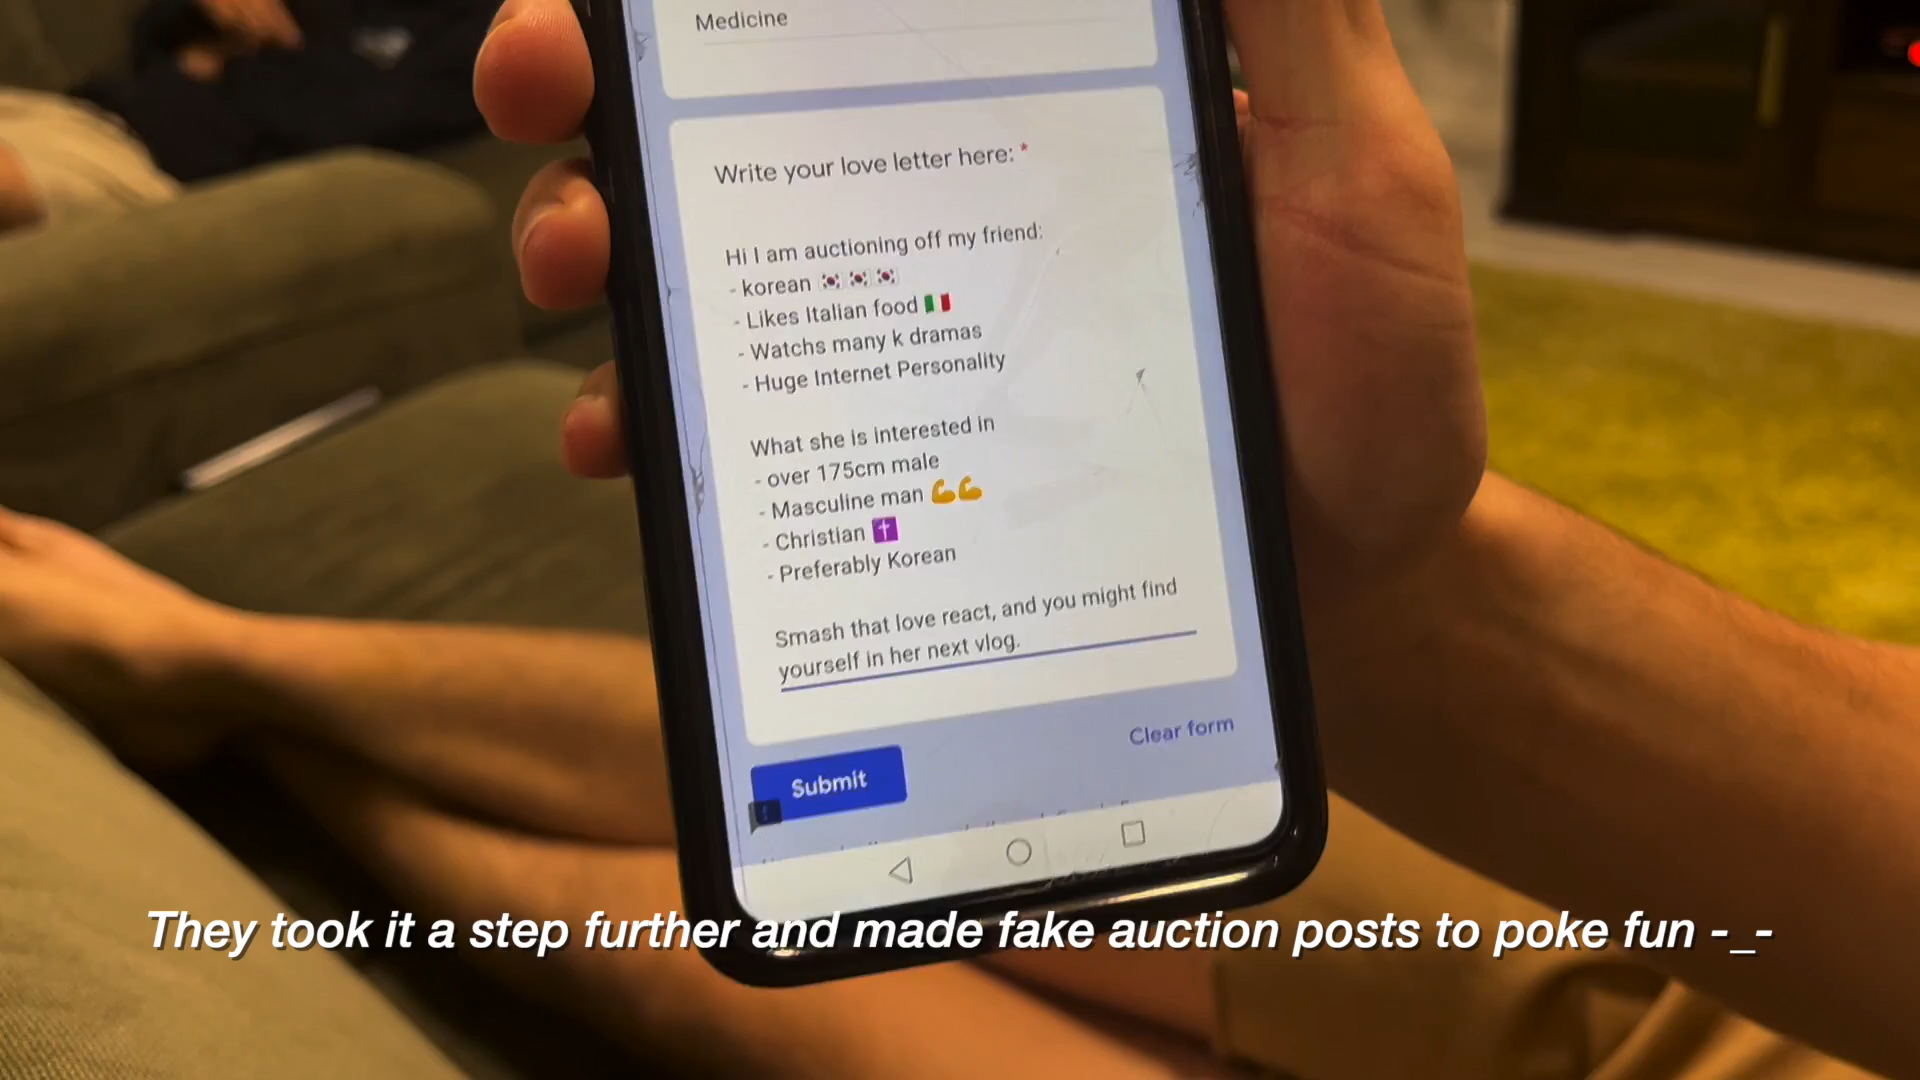 Medicine
Write your love letter here: *
Hi I am auctioning off my friend:
- korean 🇰🇷 🇰🇷 🇰🇷
- Likes Italian food 🇮🇹
- Watchs many k dramas
- Huge Internet Personality
What she is interested in
- over 175cm male
- Masculine man 💪💪
- Christian ✝️
- Preferably Korean
Smash that love react, and you might find
yourself in her next vlog.
Clear form
Submit
They took it a step further and made fake auction posts to poke fun -_-